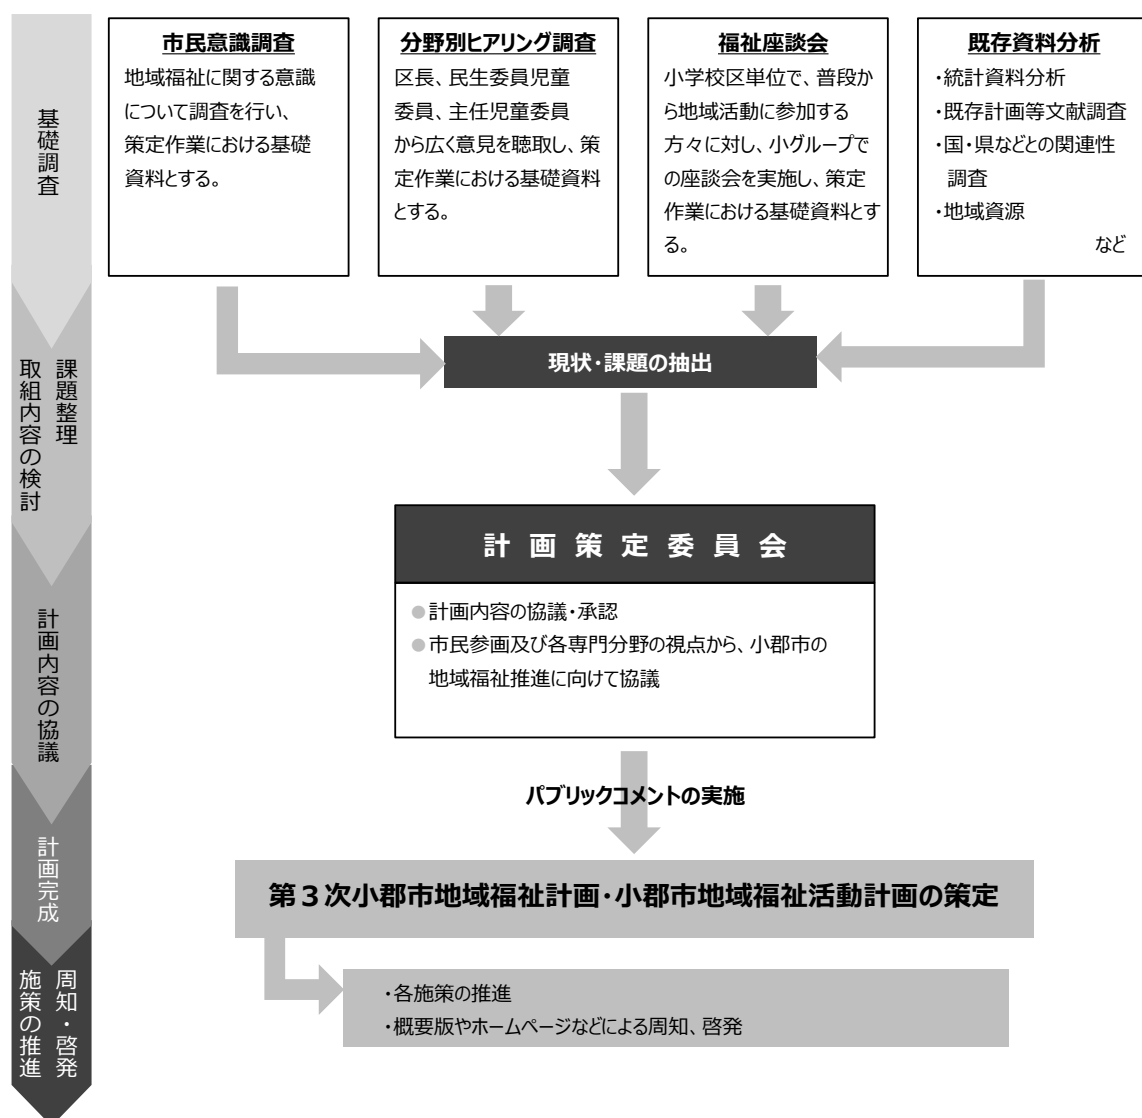 基礎調査
市民意識調査
地域福祉に関する意識
について調査を行い、
策定作業における基礎
資料とする。
分野別ヒアリング調査
区長、民生委員児童
委員、主任児童委員
から広く意見を聴取し、策
定作業における基礎資料
とする。
福祉座談会
小学校区単位で、普段か
ら地域活動に参加する
方々に対し、小グループで
の座談会を実施し、策定
作業における基礎資料とす
る。
既存資料分析
・統計資料分析
・既存計画等文献調査
・国・県などとの関連性
調査
・地域資源
など
課題整理
取組内容の検討
現状・課題の抽出
計画内容の協議
計画策定委員会
●計画内容の協議・承認
●市民参画及び各専門分野の視点から、小郡市の
地域福祉推進に向けて協議
パブリックコメントの実施
計画完成
第３次小郡市地域福祉計画・小郡市地域福祉活動計画の策定
周知・啓発
施策の推進
・各施策の推進
・概要版やホームページなどによる周知、啓発